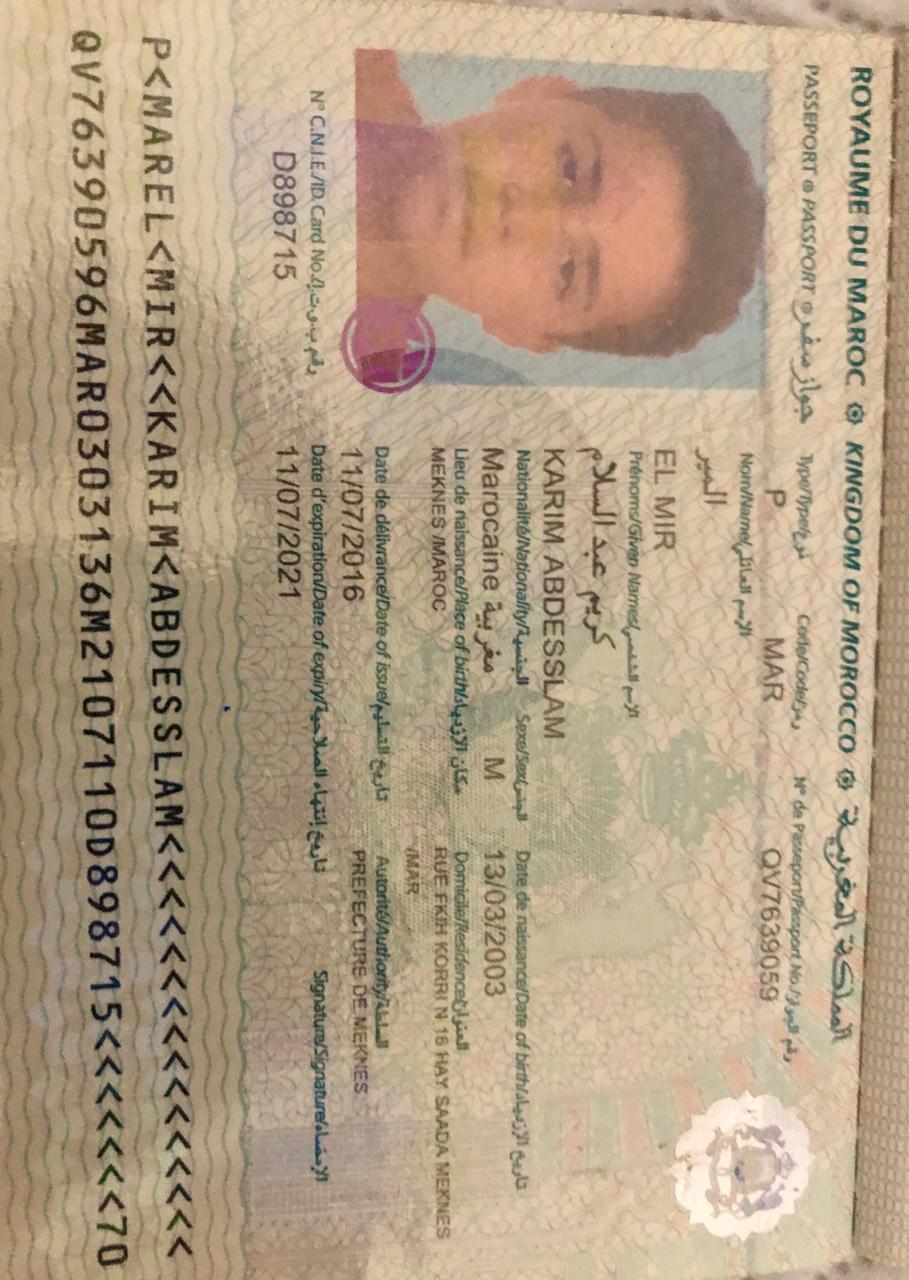 ROYAUME DU MAROC KINGDOM OF MOROCCO المملكة المغربية
PASSEPORT PASSPORT جواز سفر
Type/Type/نوع Code/Code/رمز N° de Passeport/Passport No./رقم الجواز
P MAR QV7639059
Nom/Name/الإسم العائلي
المير
EL MIR
Prénoms/Given Names/الإسم الشخصي
كريم عبد السلام
KARIM ABDESSLAM
Nationalité/Nationality/الجنسية Sexe/Sex/الجنس Date de naissance/Date of birth/تاريخ الازدياد
Marocaine مغربية M 13/03/2003
Lieu de naissance/Place of birth/مكان الازدياد Domicile/Residence/العنوان
MEKNES /MAROC RUE FKIH KORRI N 16 HAY SAADA MEKNES
/MAR
Date de délivrance/Date of issue/تاريخ التسليم Autorité/Authority/السلطة
11/07/2016 PREFECTURE DE MEKNES
N° C.N.I.E./ID Card No./رقم ب.و.ت.إ. Date d'expiration/Date of expiry/تاريخ إنتهاء الصلاحية Signature/Signature/الإمضاء
D898715 11/07/2021
P<MAREL<MIR<<KARIM<ABDESSLAM<<<<<<<<<<<<<<<<
QV76390596MAR0303136M2107110D898715<<<<<<<70